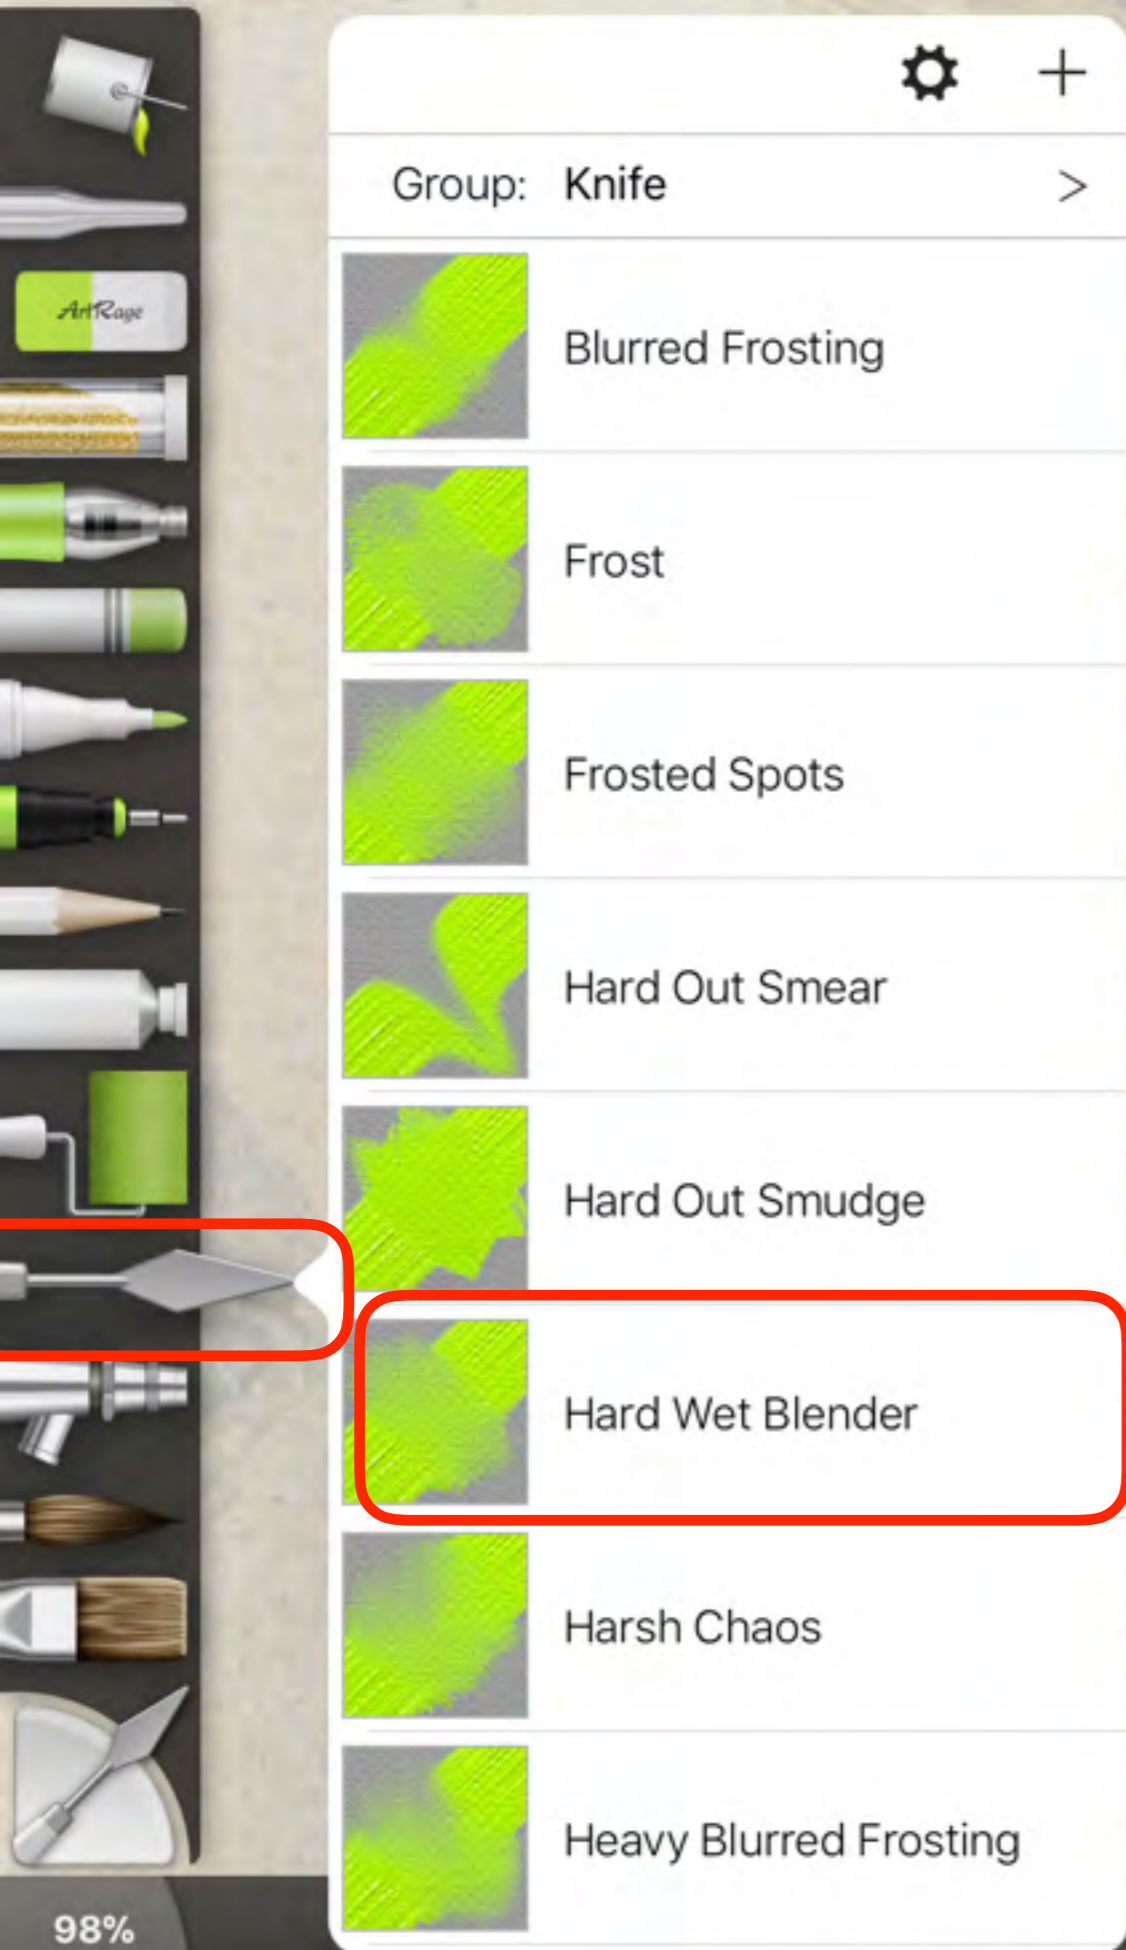 Group: Knife >
ArtRage
Blurred Frosting
Frost
Frosted Spots
Hard Out Smear
Hard Out Smudge
Hard Wet Blender
Harsh Chaos
Heavy Blurred Frosting
98%